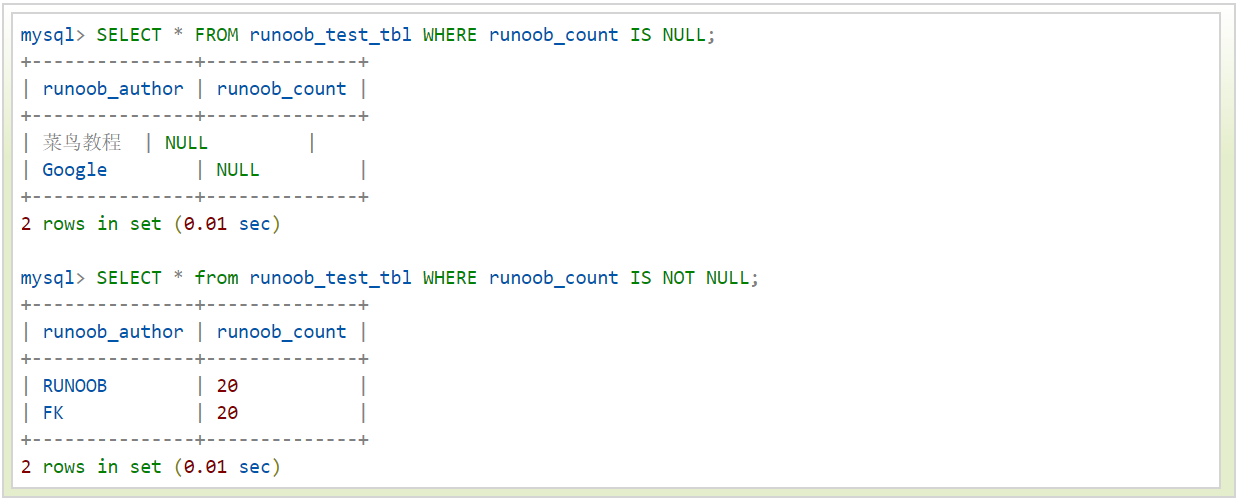 mysql> SELECT * FROM runoob_test_tbl WHERE runoob_count IS NULL;
+---------------+--------------+
| runoob_author | runoob_count |
+---------------+--------------+
| 菜鸟教程  | NULL         |
| Google        | NULL         |
+---------------+--------------+
2 rows in set (0.01 sec)

mysql> SELECT * from runoob_test_tbl WHERE runoob_count IS NOT NULL;
+---------------+--------------+
| runoob_author | runoob_count |
+---------------+--------------+
| RUNOOB        | 20           |
| FK            | 20           |
+---------------+--------------+
2 rows in set (0.01 sec)